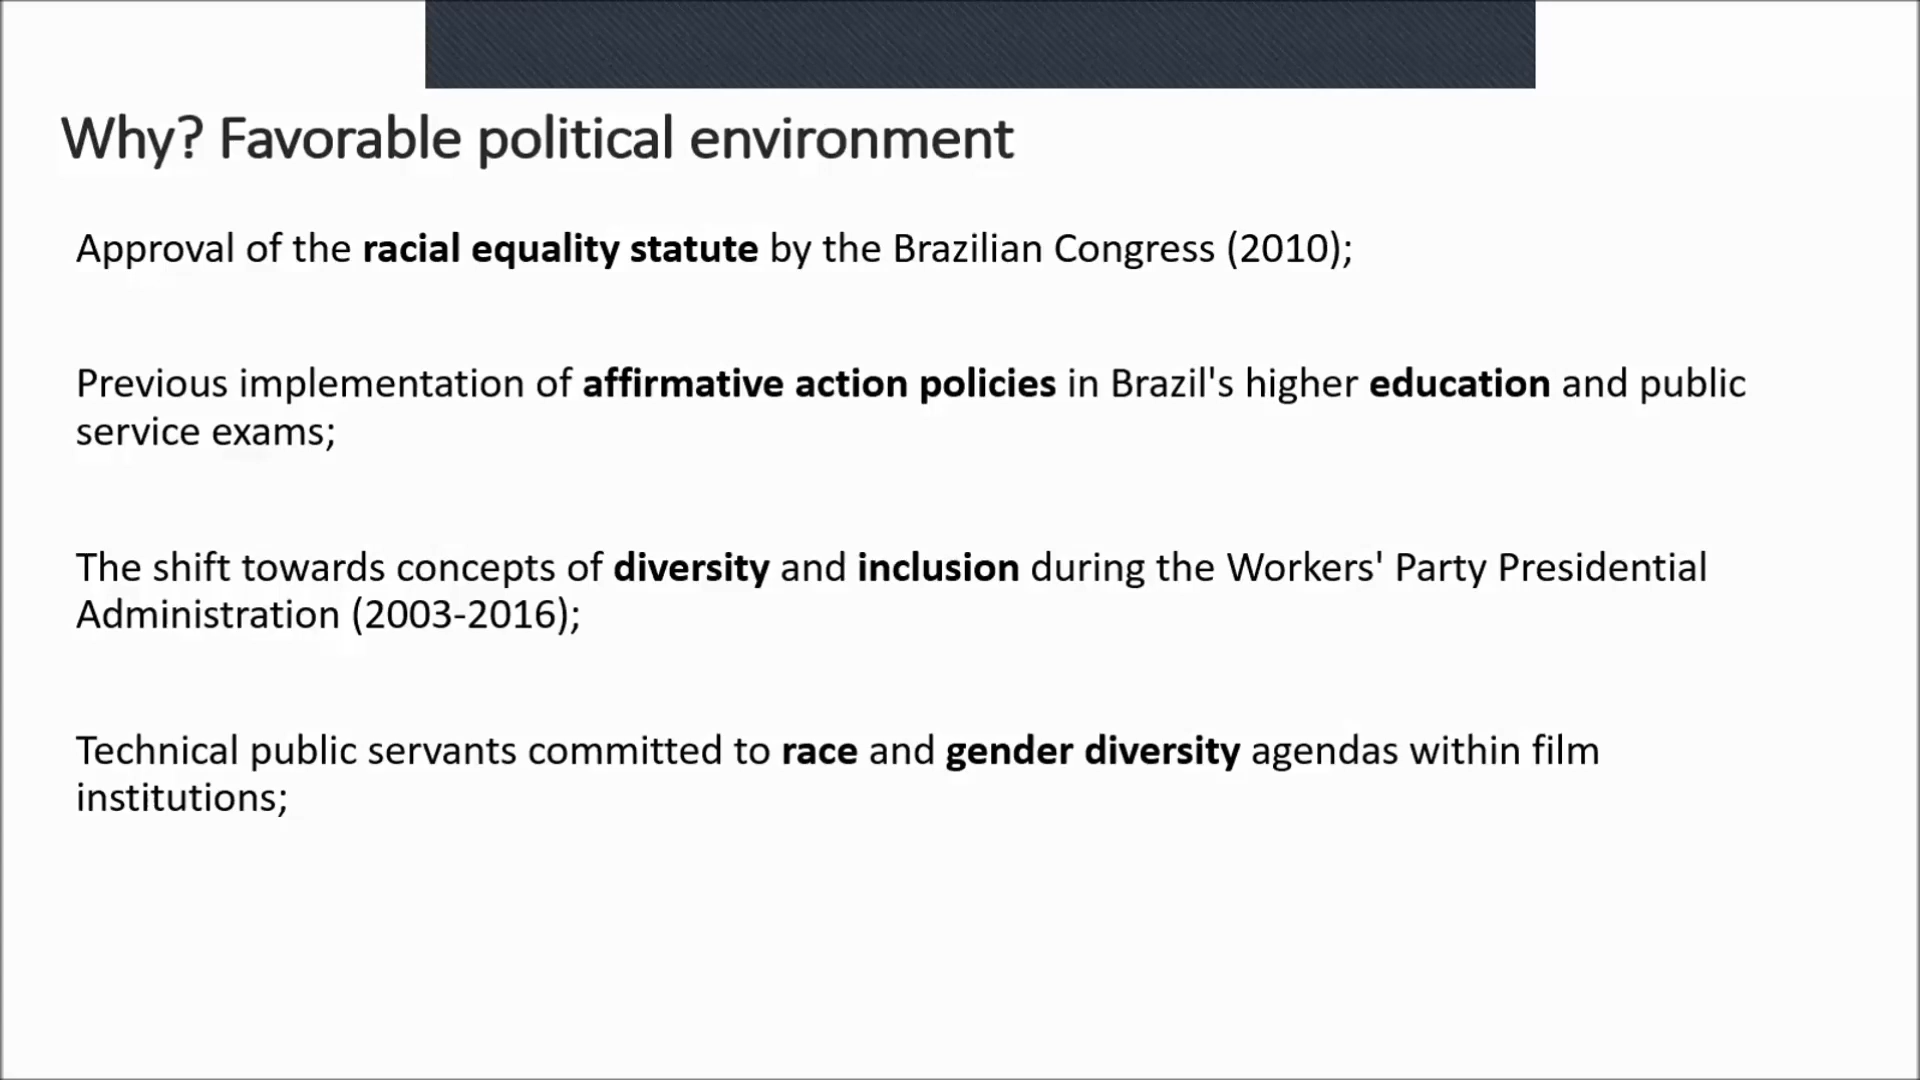 Why? Favorable political environment
Approval of the racial equality statute by the Brazilian Congress (2010);
Previous implementation of affirmative action policies in Brazil's higher education and public
service exams;
The shift towards concepts of diversity and inclusion during the Workers' Party Presidential
Administration (2003-2016);
Technical public servants committed to race and gender diversity agendas within film
institutions;